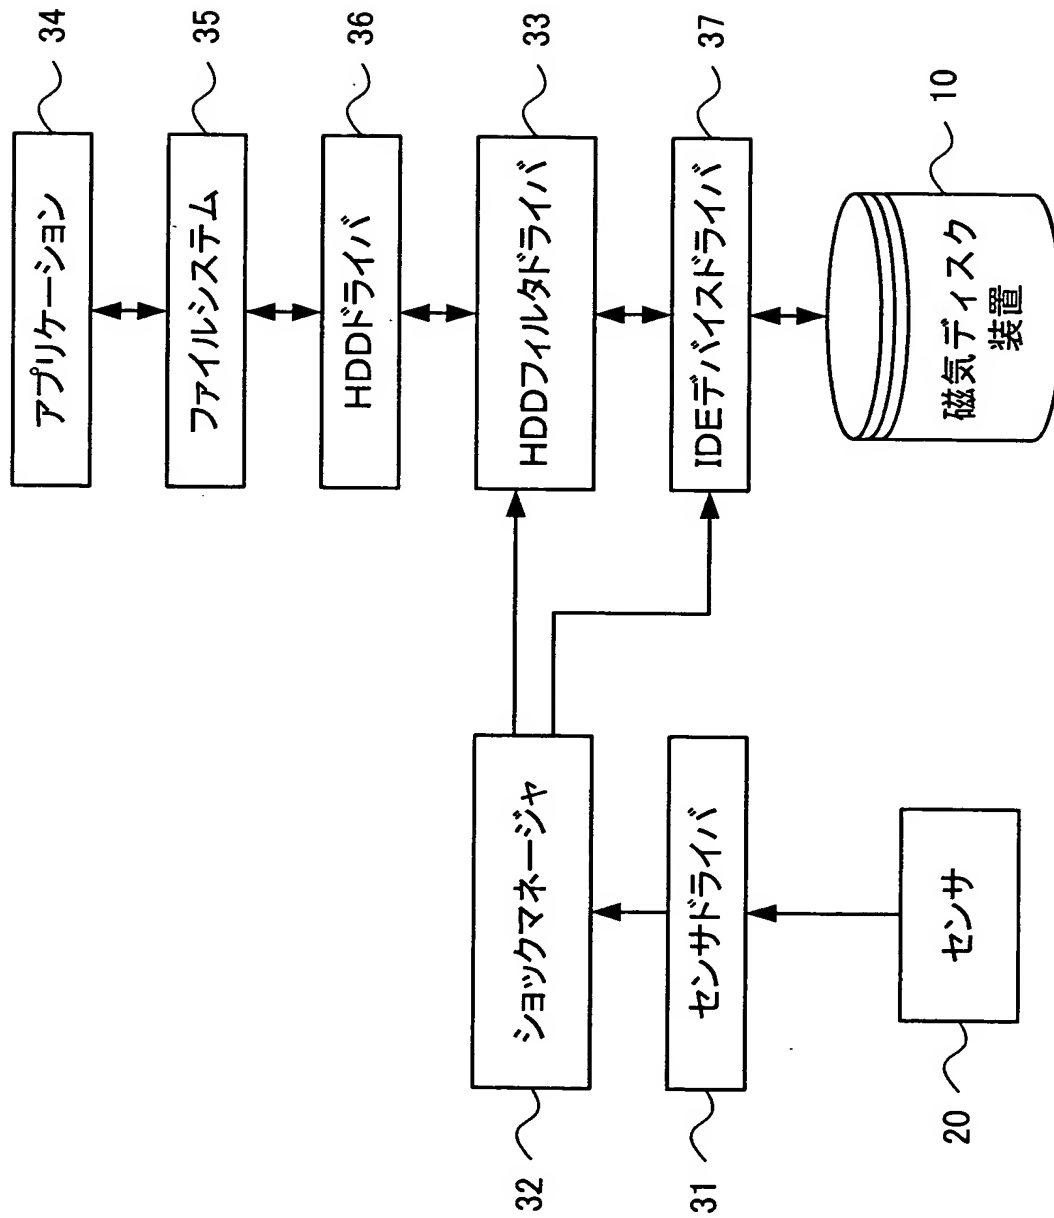 アプリケーション
34
ファイルシステム
35
HDDドライバ
36
ショックマネージャ
32
HDDフィルタドライバ
33
センサドライバ
31
IDEデバイスドライバ
37
センサ
20
磁気ディスク
装置
10